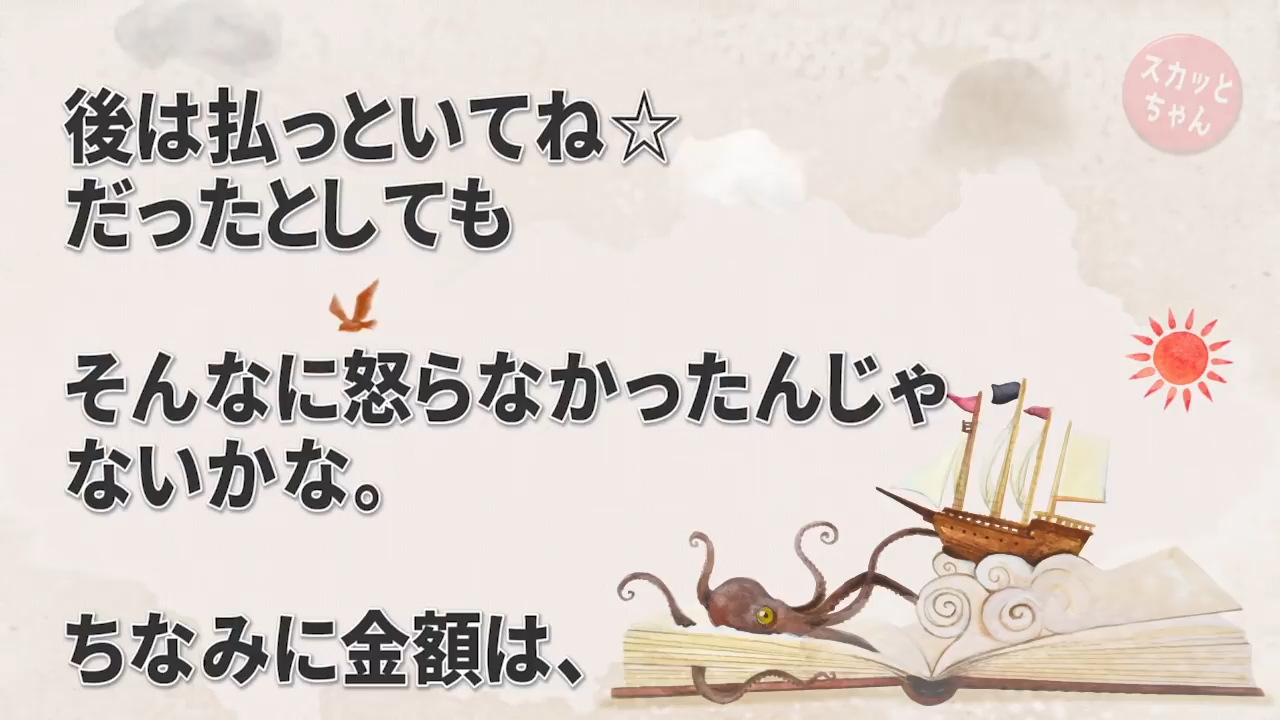 後は払っといてね☆
だったとしても
そんなに怒らなかったんじゃ
ないかな。
ちなみに金額は、
スカッと
ちゃん